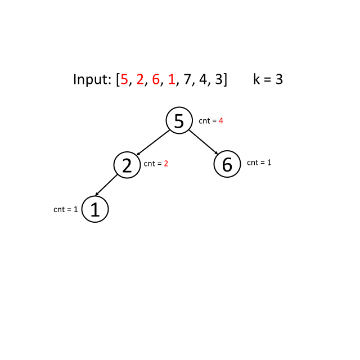 Input: [5, 2, 6, 1, 7, 4, 3] k = 3
5 cnt = 4
2 cnt = 2
6 cnt = 1
cnt = 1 1